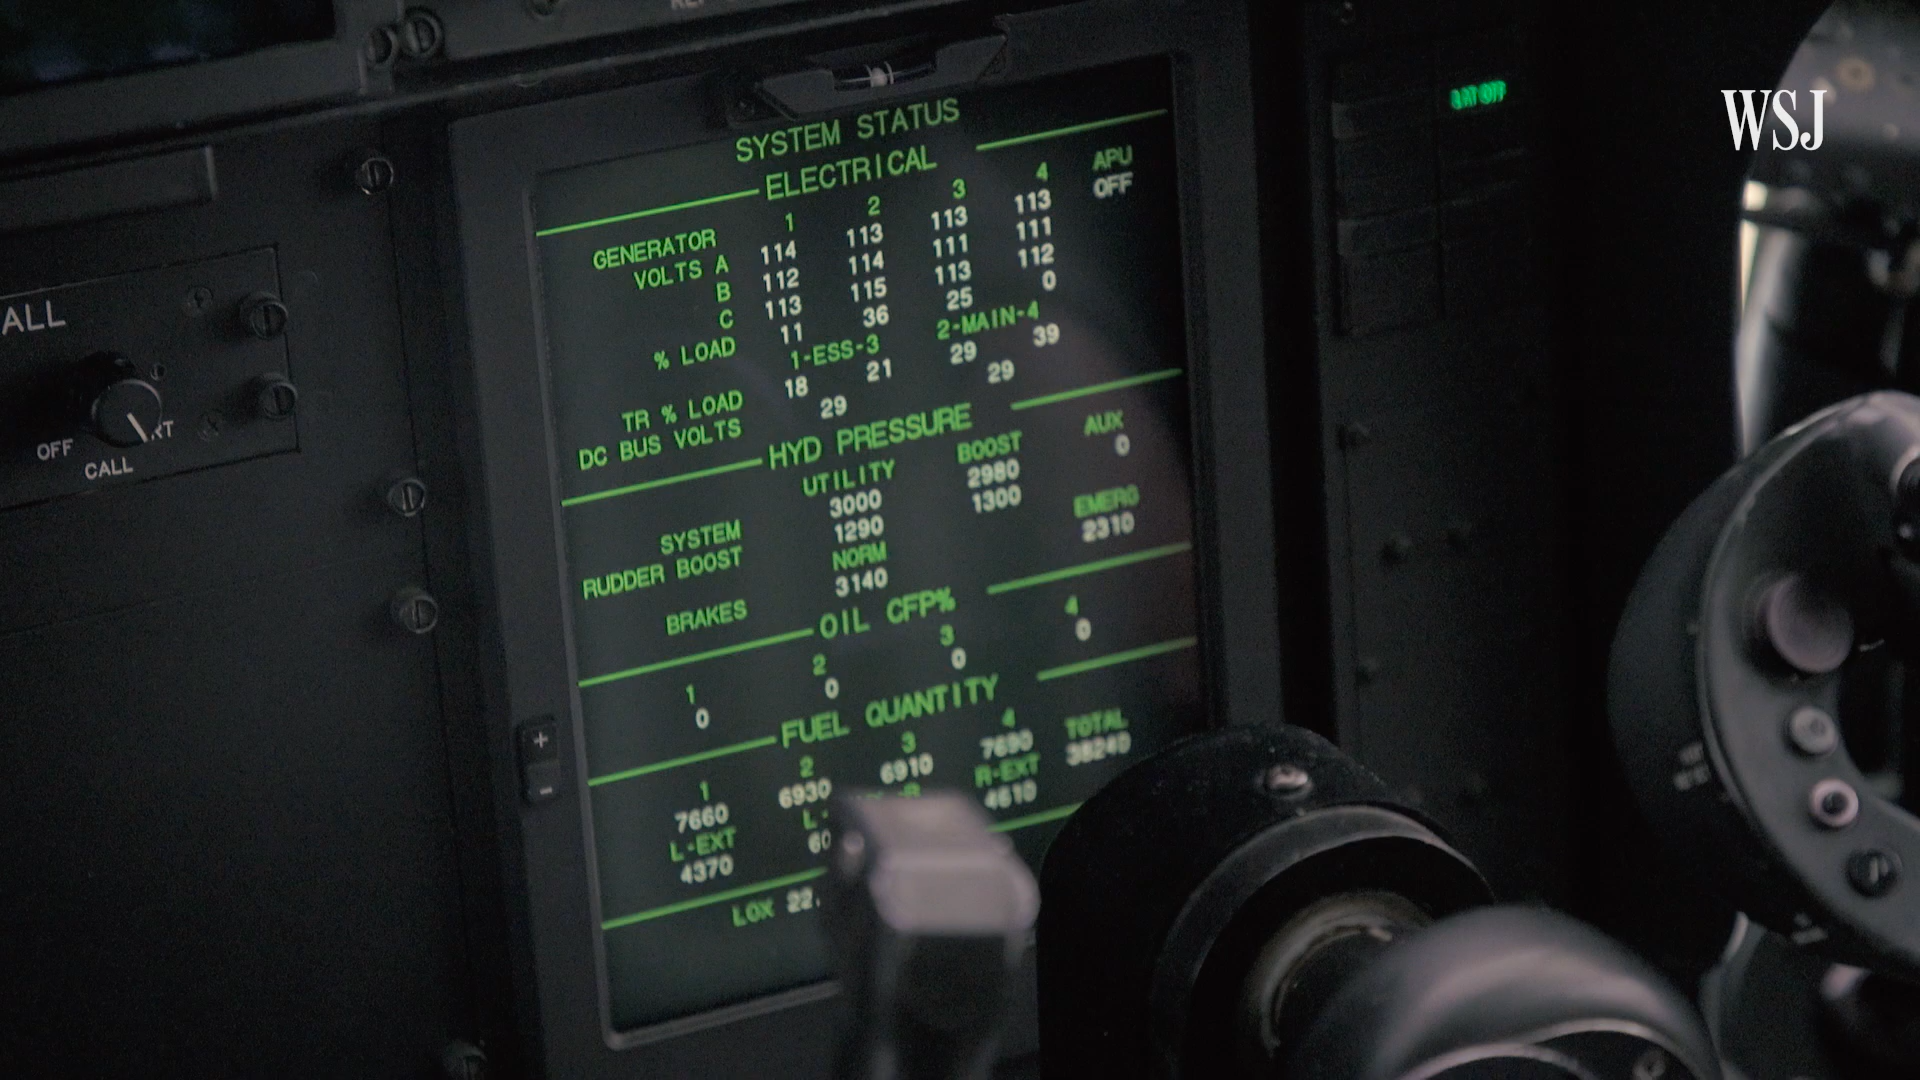 WSJ
SYSTEM STATUS
ELECTRICAL
1 2 3 4 APU
GENERATOR OFF
VOLTS A 114 113 113 113
B 112 114 111 111
C 113 115 113 112
% LOAD 11 36 25 0
1-ESS-3 2-MAIN-4
TR % LOAD 18 21 29 39
DC BUS VOLTS 29 29
HYD PRESSURE
UTILITY BOOST AUX
SYSTEM 3000 2980 0
RUDDER BOOST 1290 1300
NORM EMERG
BRAKES 3140 2310
OIL CFP%
1 2 3 4
0 0 0 0
FUEL QUANTITY
1 2 3 4 TOTAL
7660 6930 6910 7690 38240
L-EXT L- R-EXT
4370 60 4610
LOX 22.
ALL
OFF
CALL
+
-